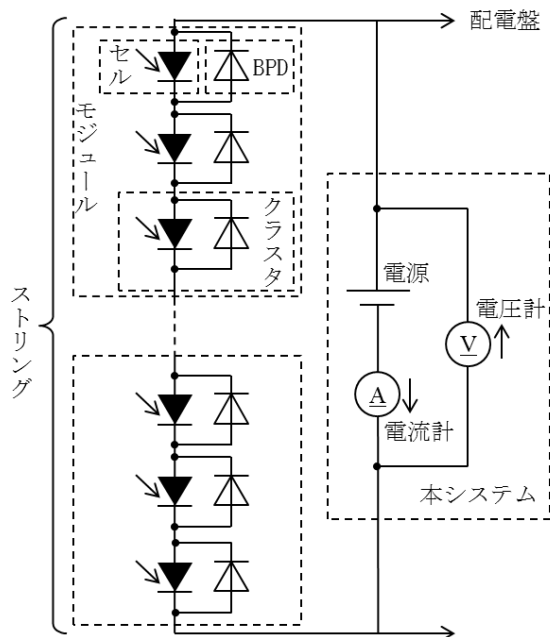 配電盤
セル
BPD
モジュール
クラスタ
ストリング
電源
電圧計
V
A
電流計
本システム